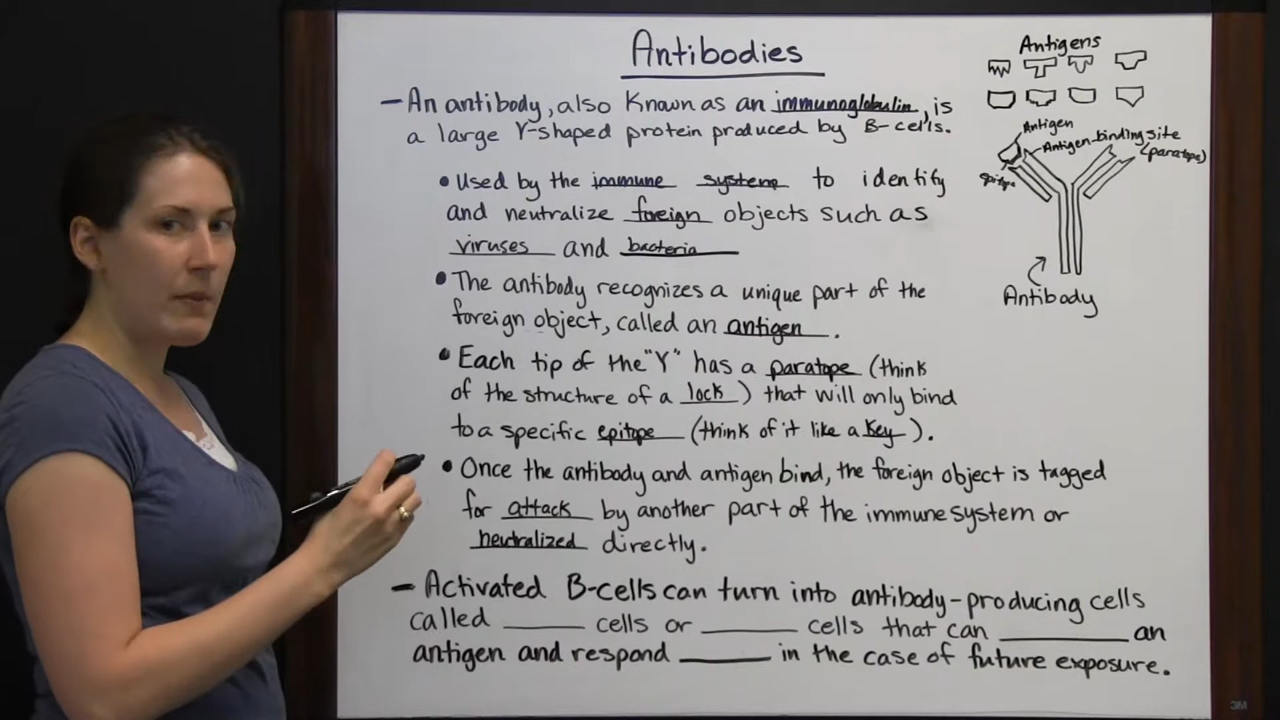 Antibodies
– An antibody, also known as an immunoglobulin, is
a large Y-shaped protein produced by B-cells.
• Used by the immune system to identify
and neutralize foreign objects such as
viruses and bacteria
• The antibody recognizes a unique part of the
foreign object, called an antigen.
• Each tip of the "Y" has a paratope (think
of the structure of a lock) that will only bind
to a specific epitope (think of it like a key).
• Once the antibody and antigen bind, the foreign object is tagged
for attack by another part of the immune system or
neutralized directly.
– Activated B-cells can turn into antibody-producing cells
called ______ cells or ______ cells that can ______ an
antigen and respond ______ in the case of future exposure.
Antigens
Antigen
Antigen-binding site
(paratope)
epitope
Antibody
3M